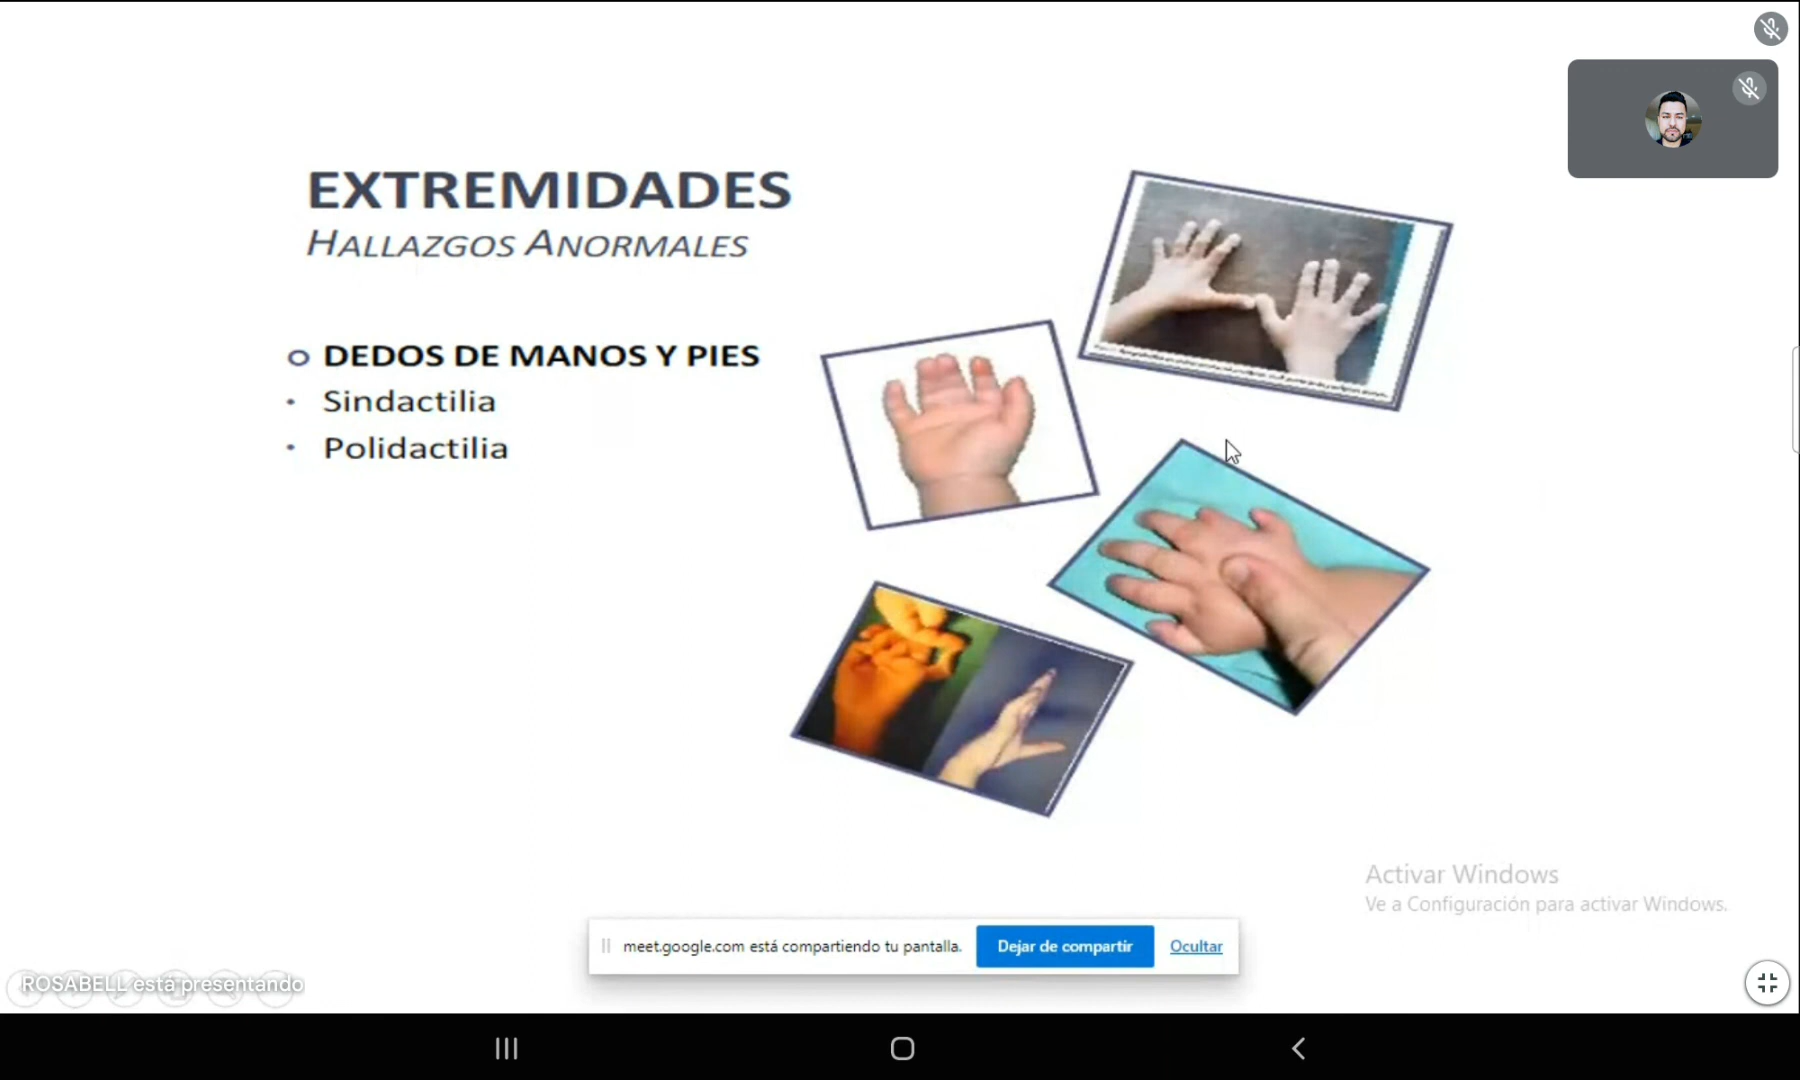 EXTREMIDADES
HALLAZGOS ANORMALES
DEDOS DE MANOS Y PIES
Sindactilia
Polidactilia
Activar Windows
Ve a Configuración para activar Windows.
meet.google.com está compartiendo tu pantalla.
Dejar de compartir
Ocultar
ROSABELL está presentando